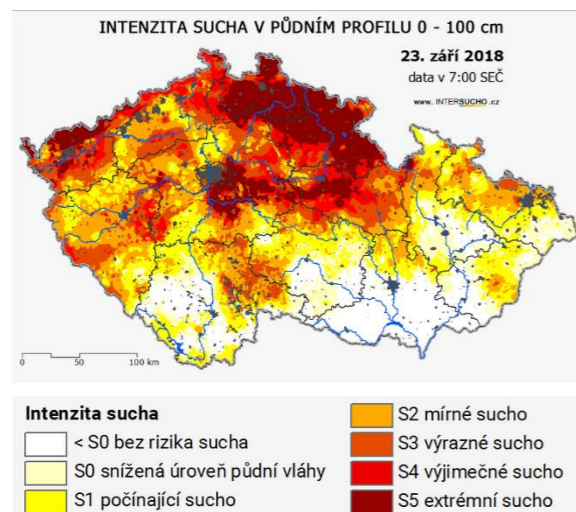 INTENZITA SUCHA V PŮDNÍM PROFILU 0 - 100 cm
23. září 2018
data v 7:00 SEČ
www. INTERSUCHO .cz
0 50 100 km
Intenzita sucha
< S0 bez rizika sucha
S0 snížená úroveň půdní vláhy
S1 počínající sucho
S2 mírné sucho
S3 výrazné sucho
S4 výjimečné sucho
S5 extrémní sucho